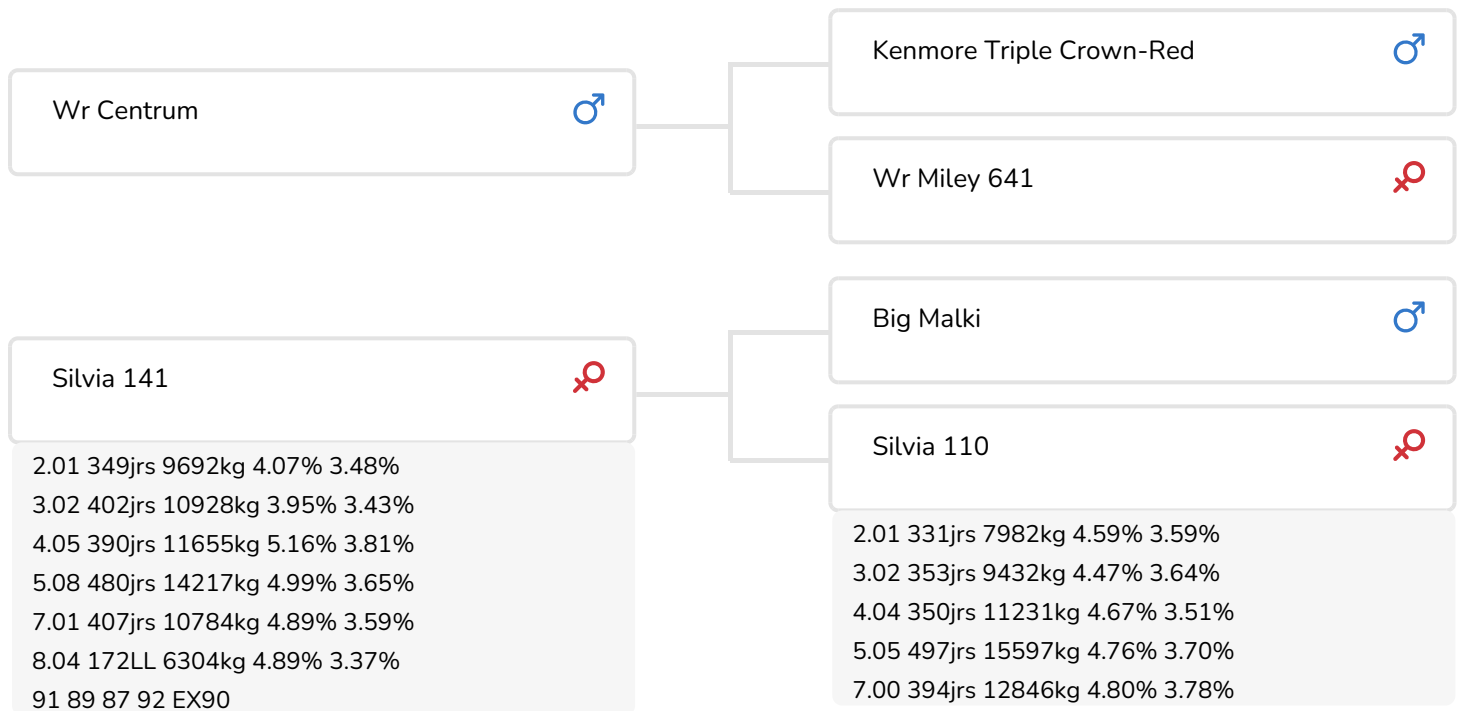 Wr Centrum
Kenmore Triple Crown-Red
Wr Miley 641
Silvia 141
2.01 349jrs 9692kg 4.07% 3.48%
3.02 402jrs 10928kg 3.95% 3.43%
4.05 390jrs 11655kg 5.16% 3.81%
5.08 480jrs 14217kg 4.99% 3.65%
7.01 407jrs 10784kg 4.89% 3.59%
8.04 172LL 6304kg 4.89% 3.37%
91 89 87 92 EX90
Big Malki
Silvia 110
2.01 331jrs 7982kg 4.59% 3.59%
3.02 353jrs 9432kg 4.47% 3.64%
4.04 350jrs 11231kg 4.67% 3.51%
5.05 497jrs 15597kg 4.76% 3.70%
7.00 394jrs 12846kg 4.80% 3.78%